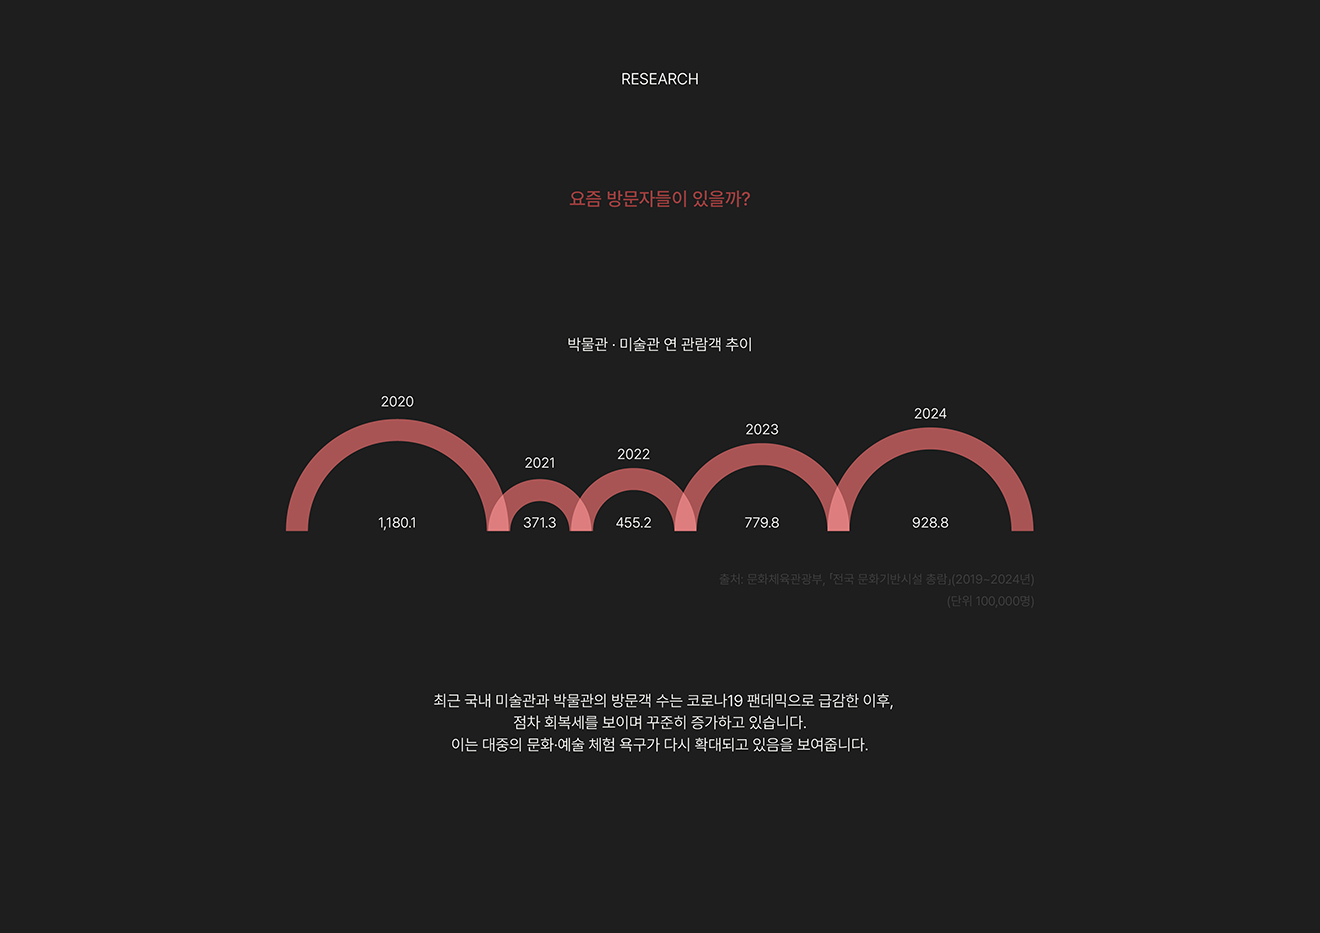 RESEARCH
요즘 방문자들이 있을까?
박물관 · 미술관 연 관람객 추이
2020
2021
2022
2023
2024
1,180.1
371.3
455.2
779.8
928.8
출처: 문화체육관광부, 「전국 문화기반시설 총람」(2019~2024년)
(단위 100,000명)
최근 국내 미술관과 박물관의 방문객 수는 코로나19 팬데믹으로 급감한 이후,
점차 회복세를 보이며 꾸준히 증가하고 있습니다.
이는 대중의 문화·예술 체험 욕구가 다시 확대되고 있음을 보여줍니다.